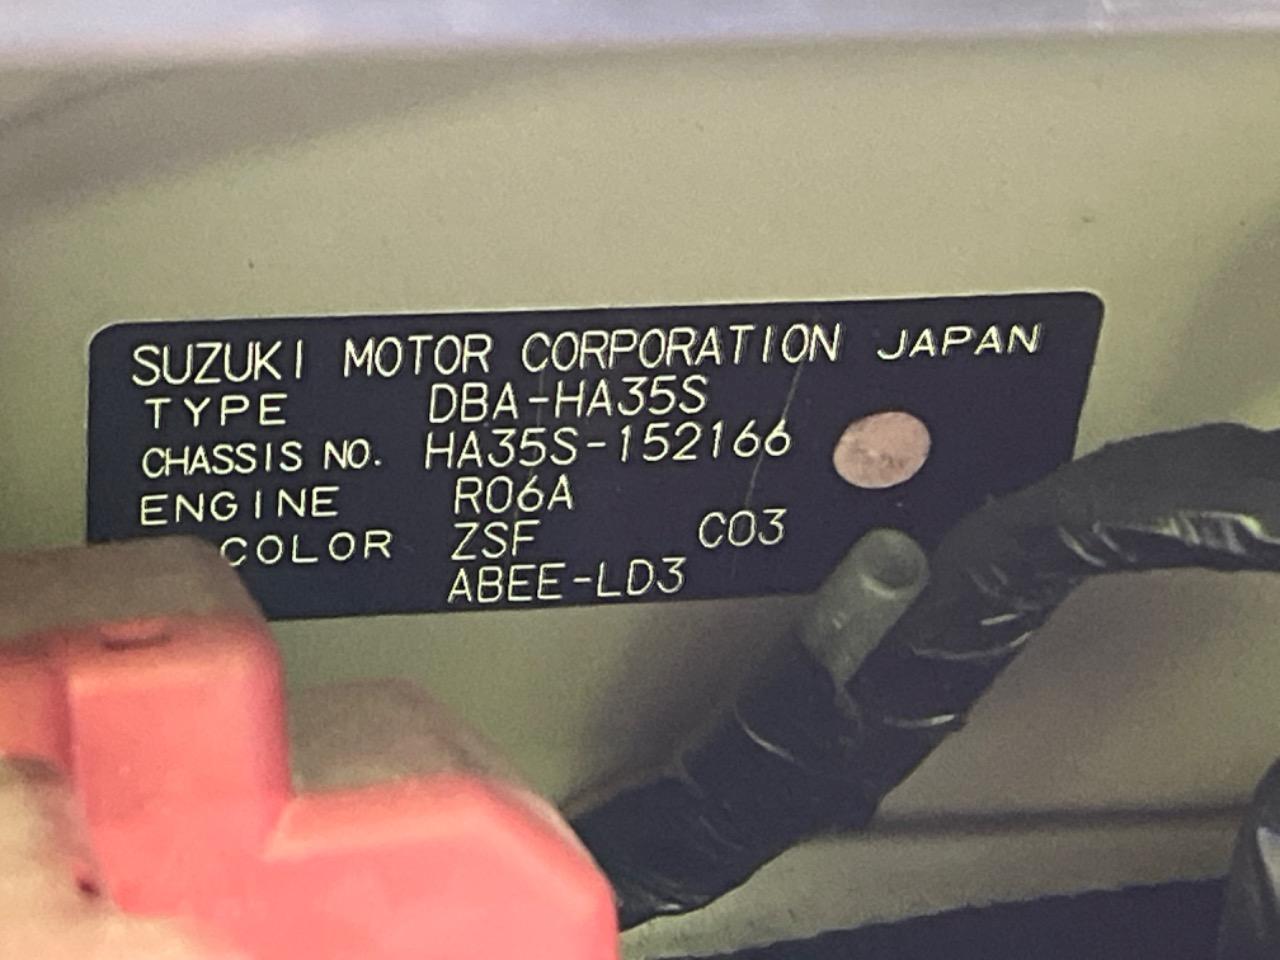 SUZUKI MOTOR CORPORATION JAPAN
TYPE DBA-HA35S
CHASSIS NO. HA35S-152166
ENGINE R06A
COLOR ZSF C03
ABEE-LD3